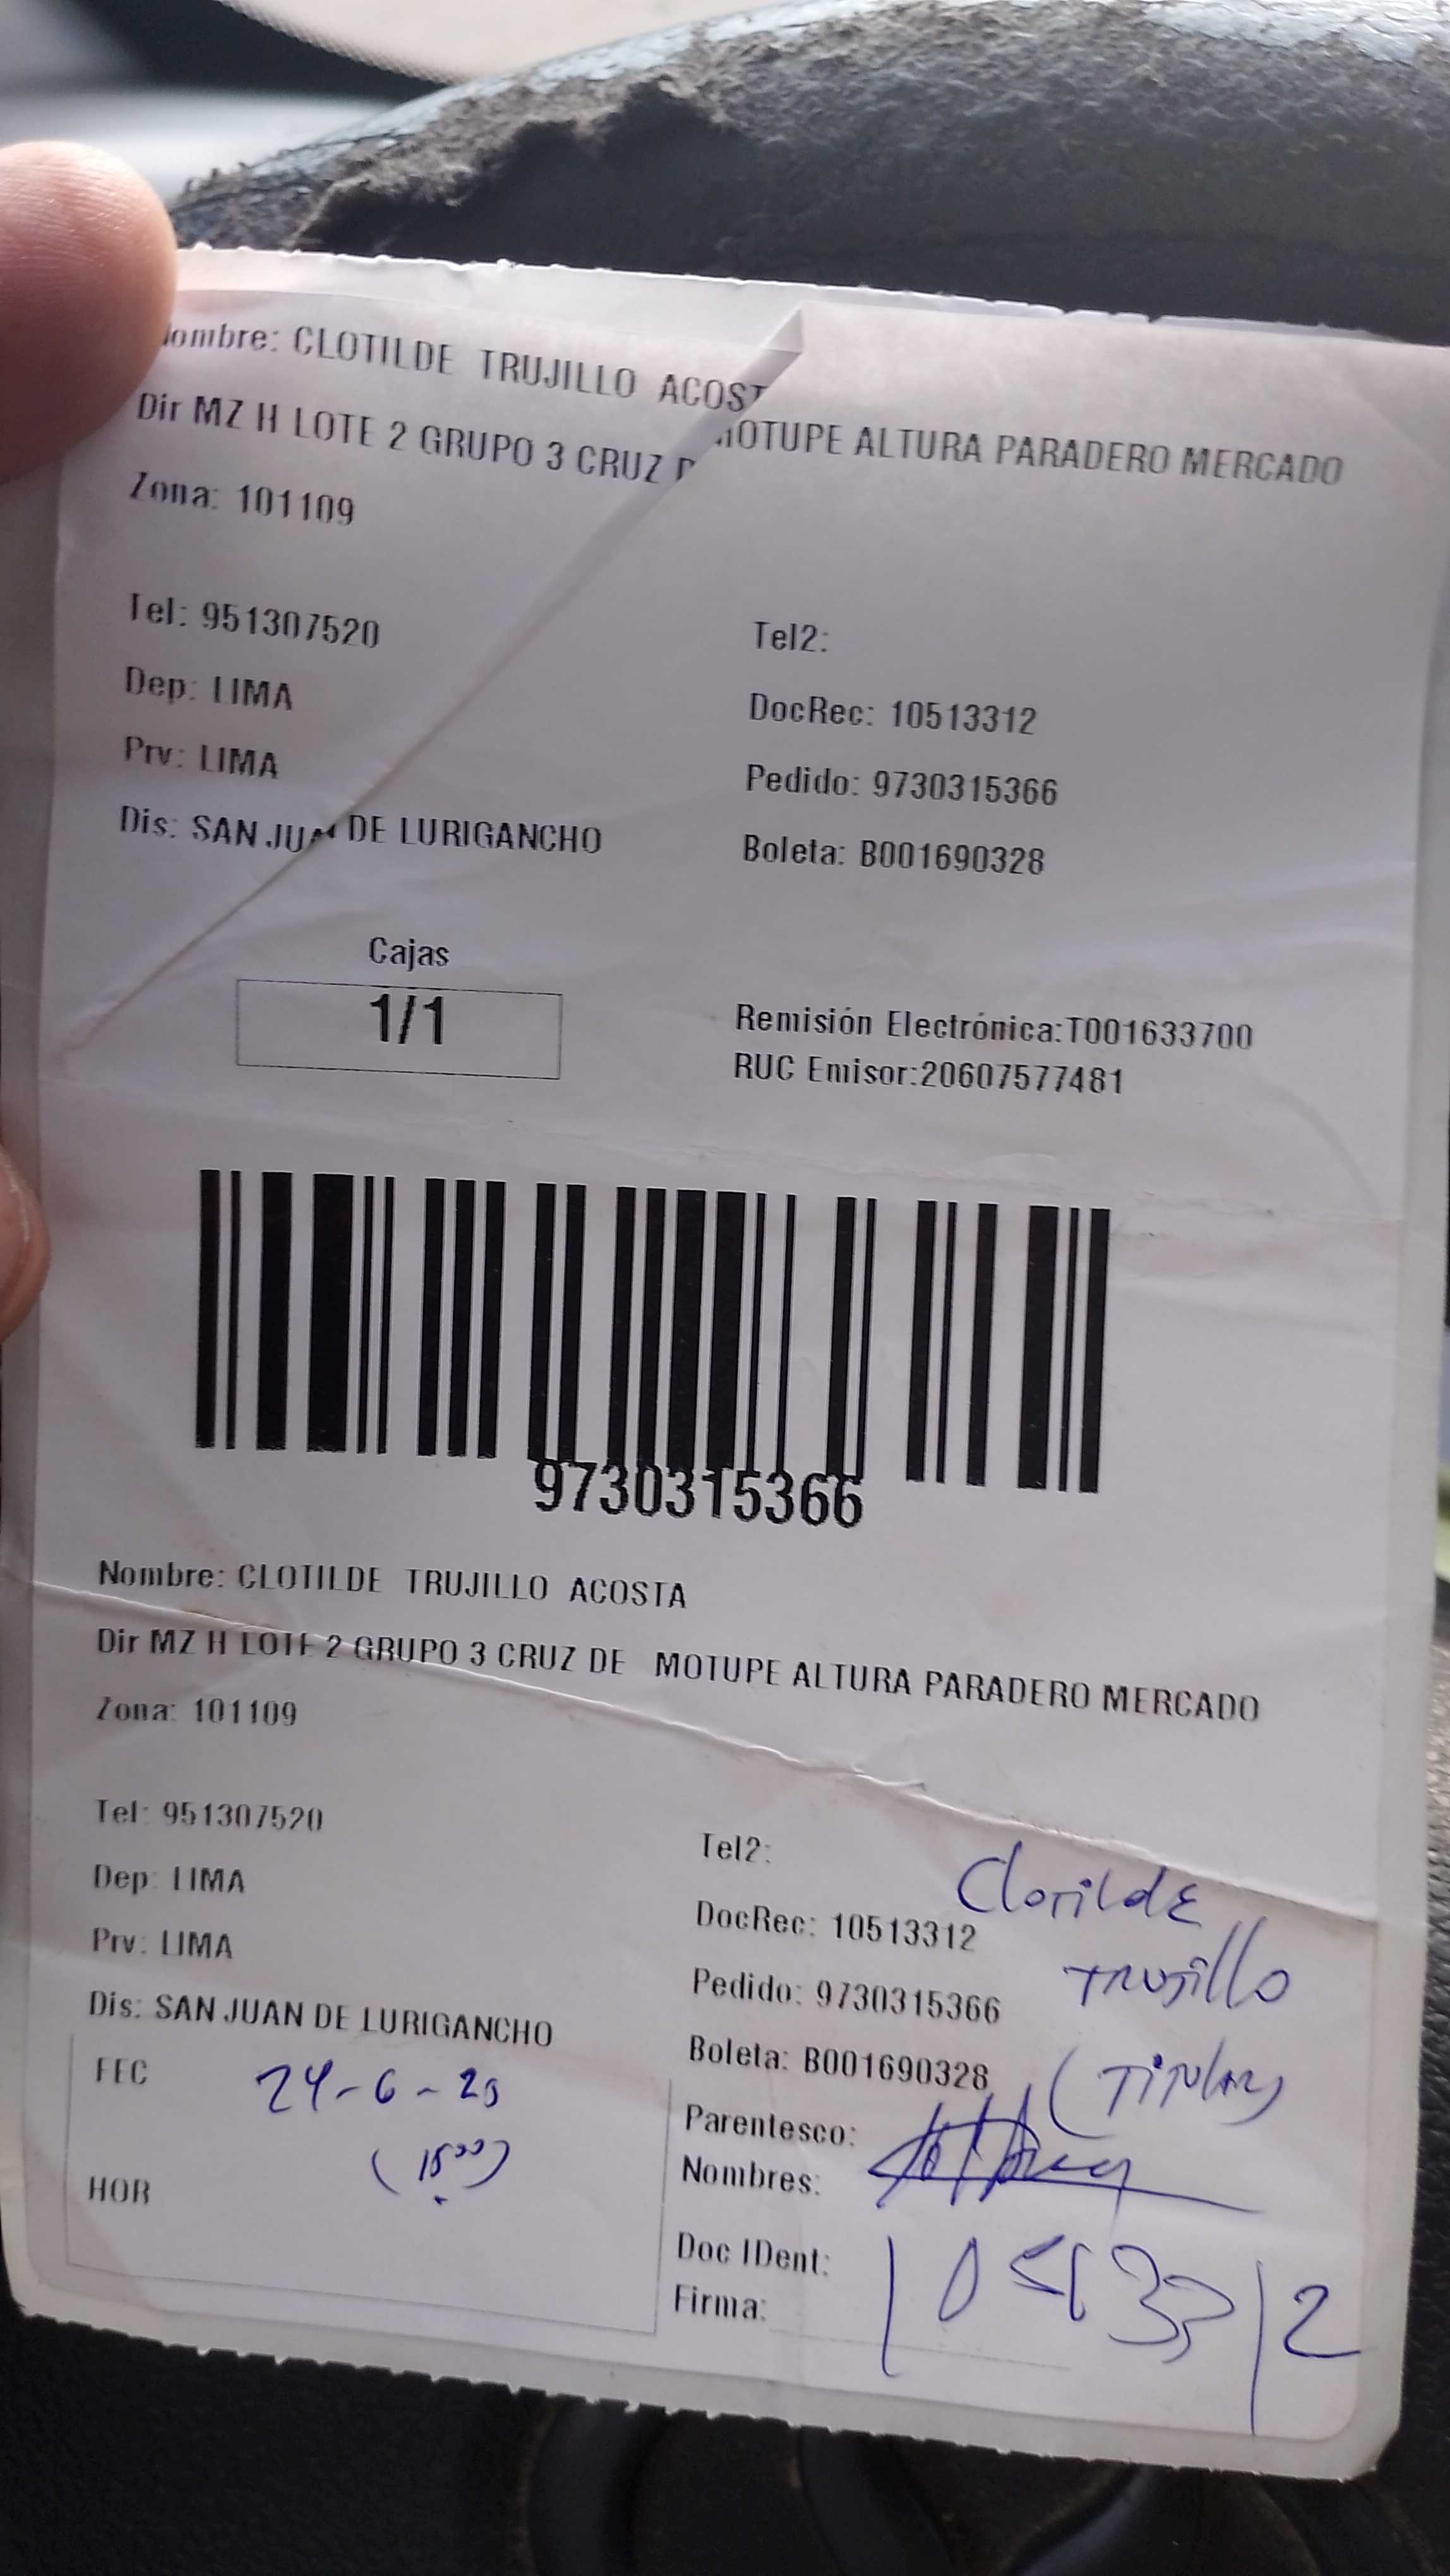 ombre: CLOTILDE TRUJILLO ACOST
Dir MZ H LOTE 2 GRUPO 3 CRUZ D MOTUPE ALTURA PARADERO MERCADO
Zona: 101109
Tel: 951307520
Tel2:
Dep: LIMA
DocRec: 10513312
Prv: LIMA
Pedido: 9730315366
Dis: SAN JUAN DE LURIGANCHO
Boleta: B001690328
Cajas
1/1
Remisión Electrónica:T001633700
RUC Emisor:20607577481
9730315366
Nombre: CLOTILDE TRUJILLO ACOSTA
Dir MZ H LOTE 2 GRUPO 3 CRUZ DE MOTUPE ALTURA PARADERO MERCADO
Zona: 101109
Tel: 951307520
Tel2:
Clotilde
Dep: LIMA
DocRec: 10513312
Trujillo
Prv: LIMA
Pedido: 9730315366
Dis: SAN JUAN DE LURIGANCHO
Boleta: B001690328
(Titular)
FEC 24-6-25
Parentesco:
Nombres:
HOR
Doc IDent: 10513312
Firma: